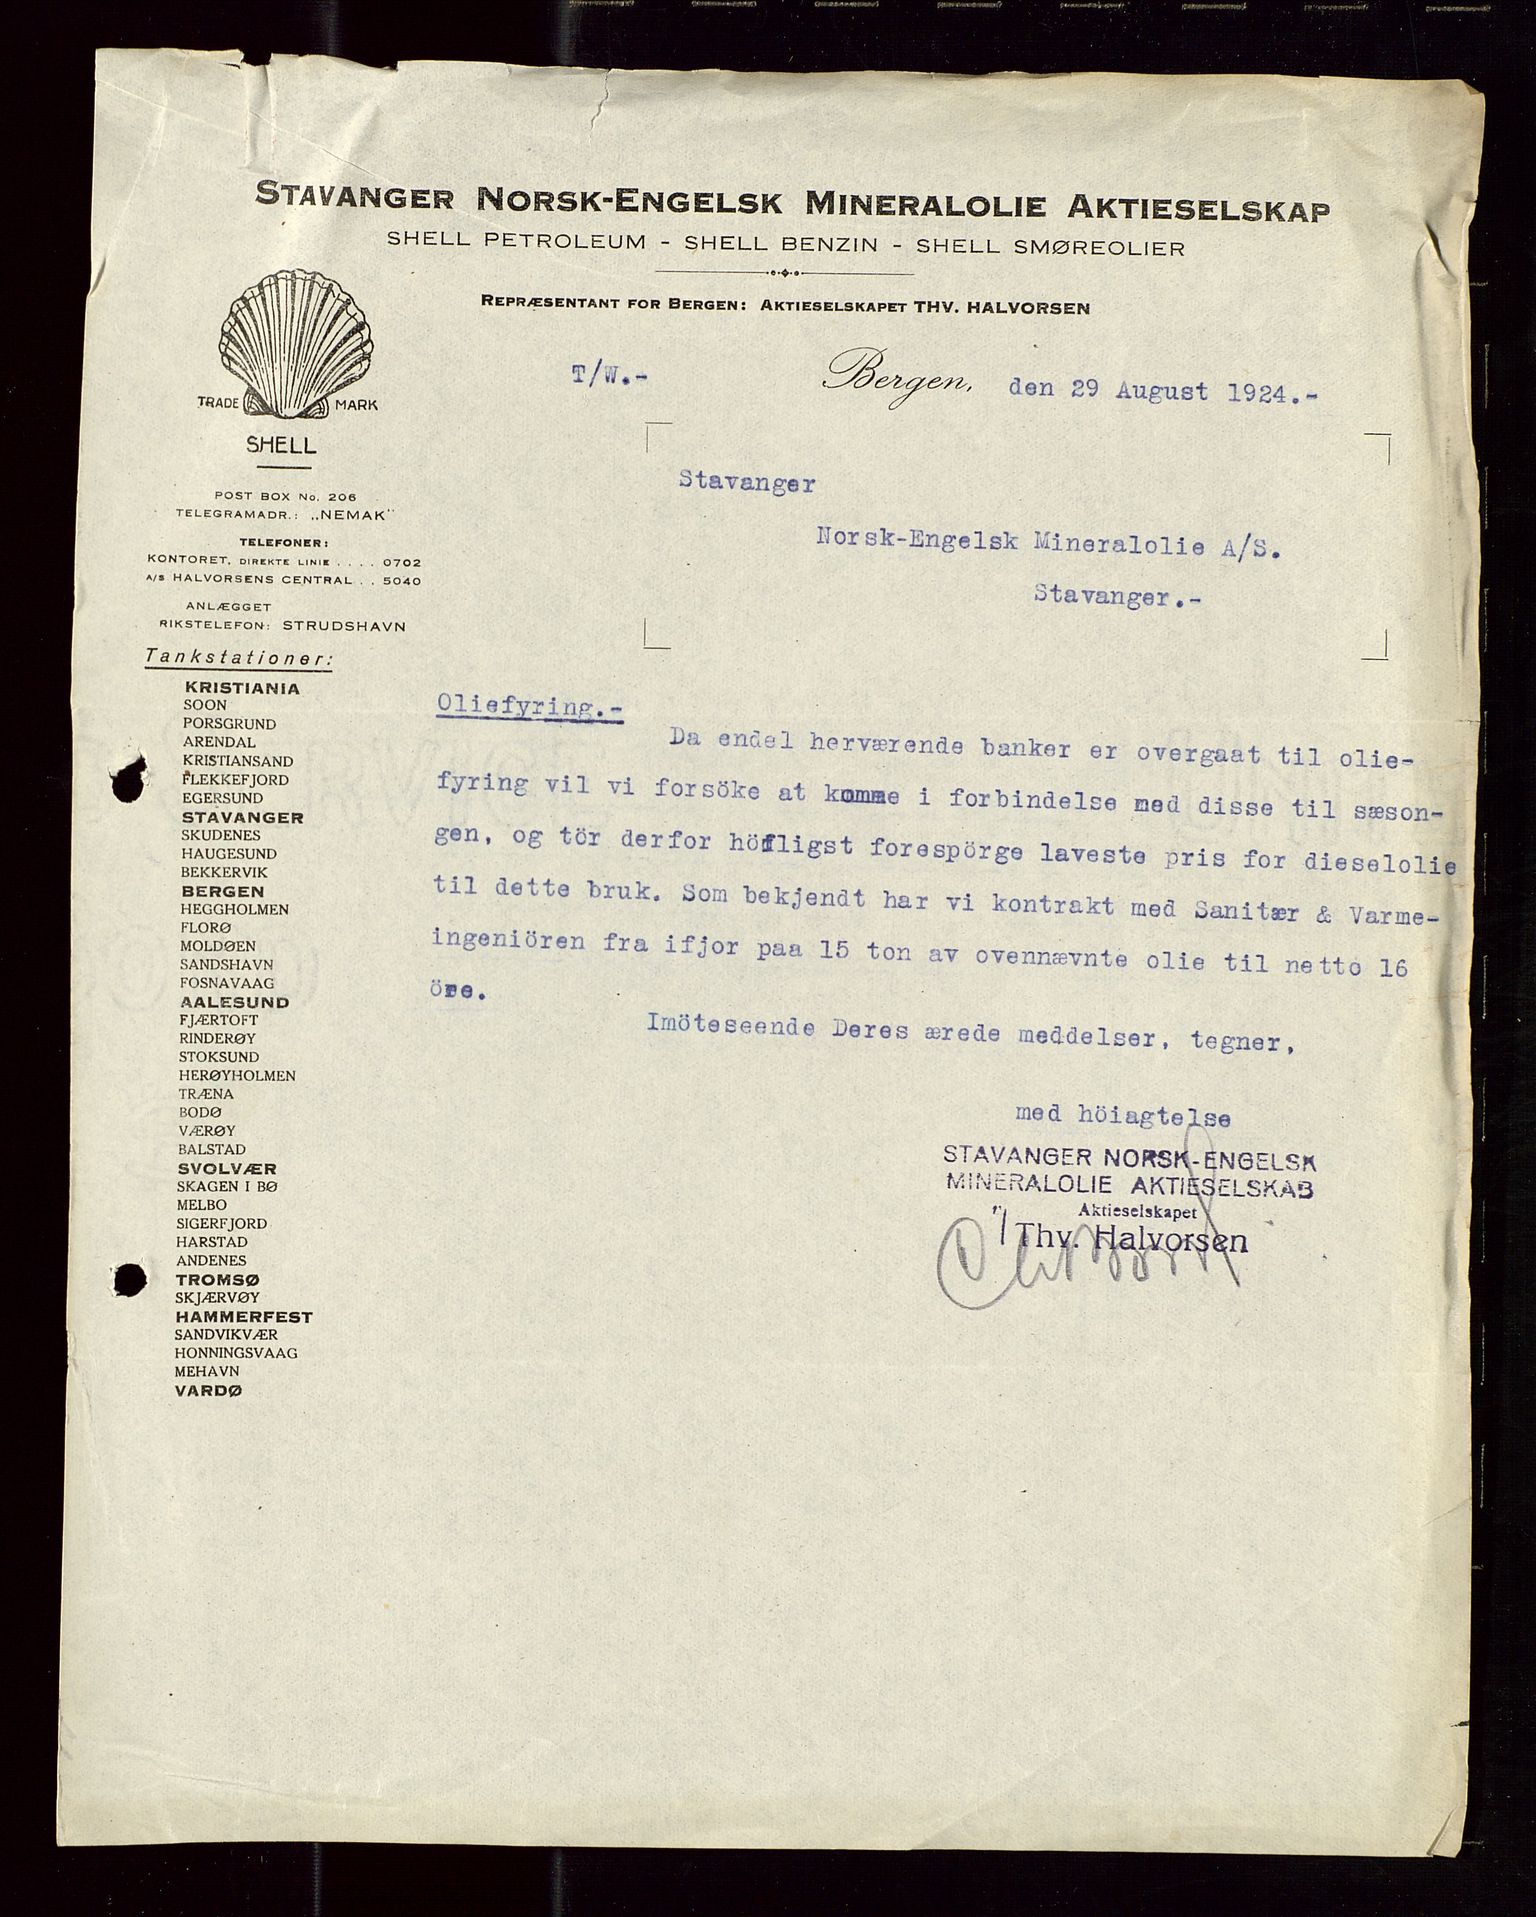 STAVANGER NORSK-ENGELSK MINERALOLIE AKTIESELSKAP
SHELL PETROLEUM - SHELL BENZIN - SHELL SMØREOLIER
REPRÆSENTANT FOR BERGEN: AKTIESELSKAPET THV. HALVORSEN
TRADE MARK
SHELL
POST BOX No. 206
TELEGRAMADR.: „NEMAK"
TELEFONER:
KONTORET, DIREKTE LINIE . . . . 0702
A/S HALVORSENS CENTRAL . . 5040
ANLÆGGET
RIKSTELEFON: STRUDSHAVN
Tankstationer:
KRISTIANIA
SOON
PORSGRUND
ARENDAL
KRISTIANSAND
FLEKKEFJORD
EGERSUND
STAVANGER
SKUDENES
HAUGESUND
BEKKERVIK
BERGEN
HEGGHOLMEN
FLORØ
MOLDØEN
SANDSHAVN
FOSNAVAAG
AALESUND
FJÆRTOFT
RINDERØY
STOKSUND
HERØYHOLMEN
TRÆNA
BODØ
VÆRØY
BALSTAD
SVOLVÆR
SKAGEN I BØ
MELBO
SIGERFJORD
HARSTAD
ANDENES
TROMSØ
SKJÆRVØY
HAMMERFEST
SANDVIKVÆR
HONNINGSVAAG
MEHAVN
VARDØ
T/W.-
Bergen, den 29 August 1924.-
Stavanger
Norsk-Engelsk Mineralolie A/S.
Stavanger.-
Oliefyring.-
Da endel herværende banker er overgaat til olie-
fyring vil vi forsöke at komme i forbindelse med disse til sæson-
gen, og tör derfor höfligst forespörge laveste pris for dieselolie
til dette bruk. Som bekjendt har vi kontrakt med Sanitær & Varme-
ingeniören fra ifjor paa 15 ton av ovennævnte olie til netto 16
öre.
Imöteseende Deres ærede meddelser, tegner,
med höiagtelse
STAVANGER NORSK-ENGELSK
MINERALOLIE AKTIESELSKAB
Aktieselskapet
Thv. Halvorsen